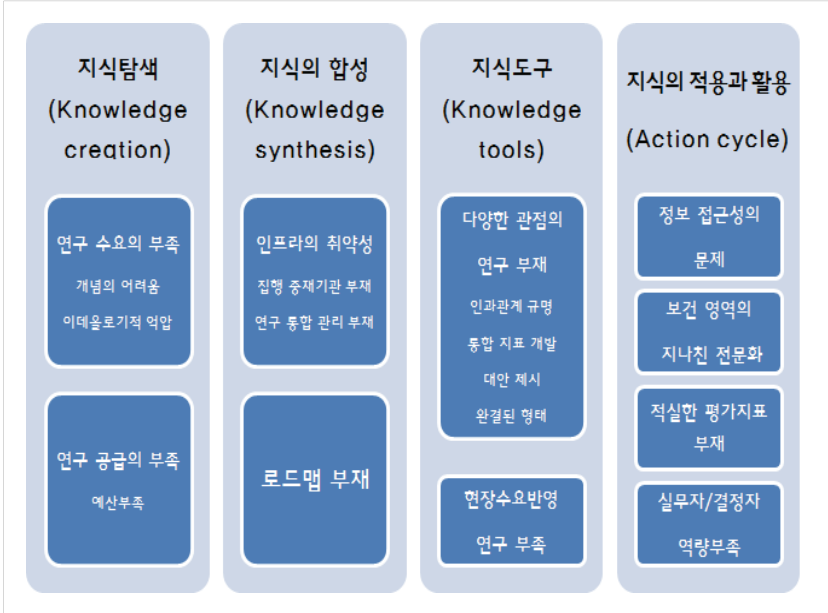 지식탐색
(Knowledge
creation)
연구 수요의 부족
개념의 어려움
이데올로기적 억압
연구 공급의 부족
예산부족
지식의 합성
(Knowledge
synthesis)
인프라의 취약성
집행 중재기관 부재
연구 통합 관리 부재
로드맵 부재
지식도구
(Knowledge
tools)
다양한 관점의
연구 부재
인과관계 규명
통합 지표 개발
대안 제시
완결된 형태
현장수요반영
연구 부족
지식의 적용과 활용
(Action cycle)
정보 접근성의
문제
보건 영역의
지나친 전문화
적실한 평가지표
부재
실무자/결정자
역량부족